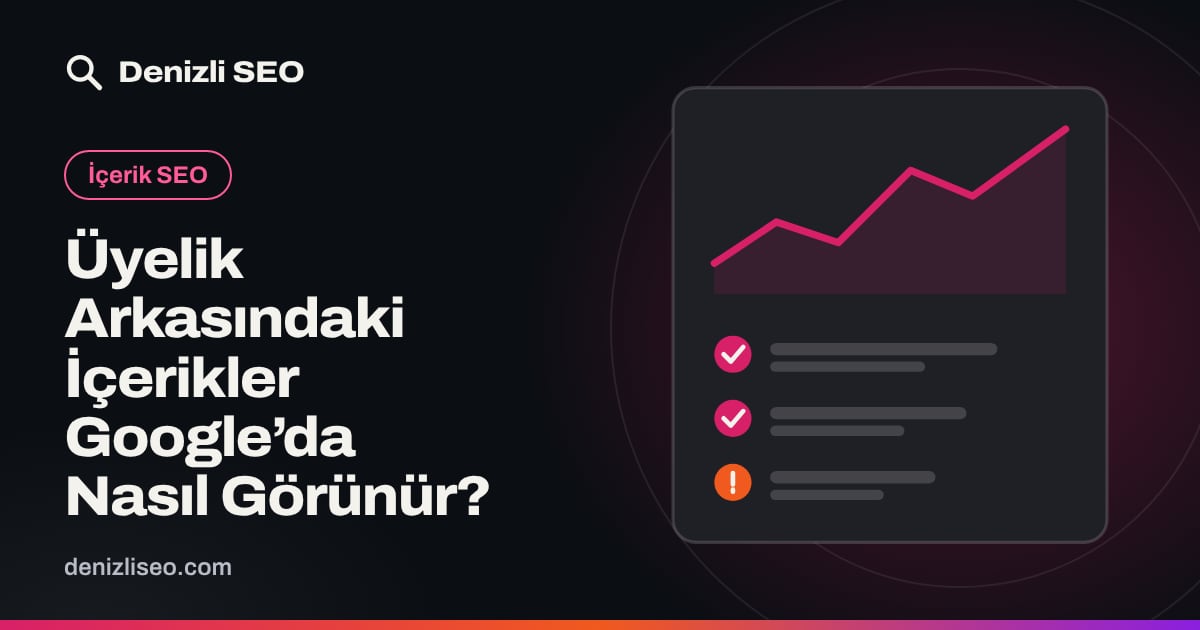 Denizli SEO
İçerik SEO
Üyelik
Arkasındaki
İçerikler
Google’da
Nasıl Görünür?
denizliseo.com